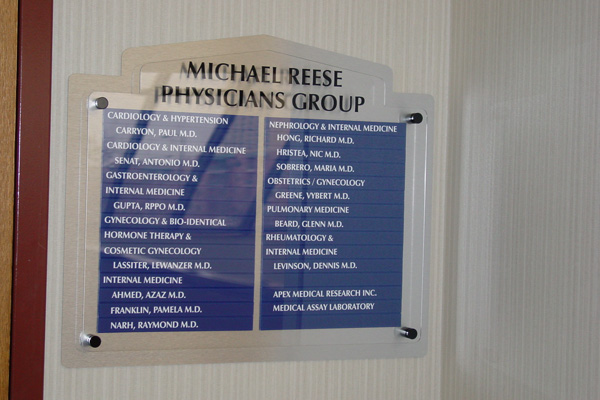 MICHAEL REESE
PHYSICIANS GROUP
CARDIOLOGY & HYPERTENSION
CARRYON, PAUL M.D.
CARDIOLOGY & INTERNAL MEDICINE
SENAT, ANTONIO M.D.
GASTROENTEROLOGY &
INTERNAL MEDICINE
GUPTA, RPPO M.D.
GYNECOLOGY & BIO-IDENTICAL
HORMONE THERAPY &
COSMETIC GYNECOLOGY
LASSITER, LEWANZER M.D.
INTERNAL MEDICINE
AHMED, AZAZ M.D.
FRANKLIN, PAMELA M.D.
NARH, RAYMOND M.D.
NEPHROLOGY & INTERNAL MEDICINE
HONG, RICHARD M.D.
HRISTEA, NIC M.D.
SOBRERO, MARIA M.D.
OBSTETRICS / GYNECOLOGY
GREENE, VYBERT M.D.
PULMONARY MEDICINE
BEARD, GLENN M.D.
RHEUMATOLOGY &
INTERNAL MEDICINE
LEVINSON, DENNIS M.D.
APEX MEDICAL RESEARCH INC.
MEDICAL ASSAY LABORATORY